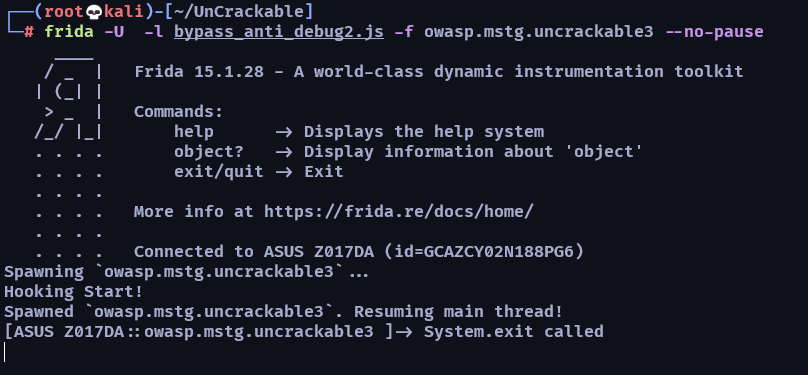 ┌──(root💀kali)-[~/UnCrackable]
└─# frida -U  -l bypass_anti_debug2.js -f owasp.mstg.uncrackable3 --no-pause
     ____
    / _  |   Frida 15.1.28 - A world-class dynamic instrumentation toolkit
   | (_| |
    > _  |   Commands:
   /_/ |_|       help      -> Displays the help system
   . . . .       object?   -> Display information about 'object'
   . . . .       exit/quit -> Exit
   . . . .
   . . . .   More info at https://frida.re/docs/home/
   . . . .
   . . . .   Connected to ASUS Z017DA (id=GCAZCY02N188PG6)
Spawning `owasp.mstg.uncrackable3`...
Hooking Start!
Spawned `owasp.mstg.uncrackable3`. Resuming main thread!
[ASUS Z017DA::owasp.mstg.uncrackable3 ]-> System.exit called